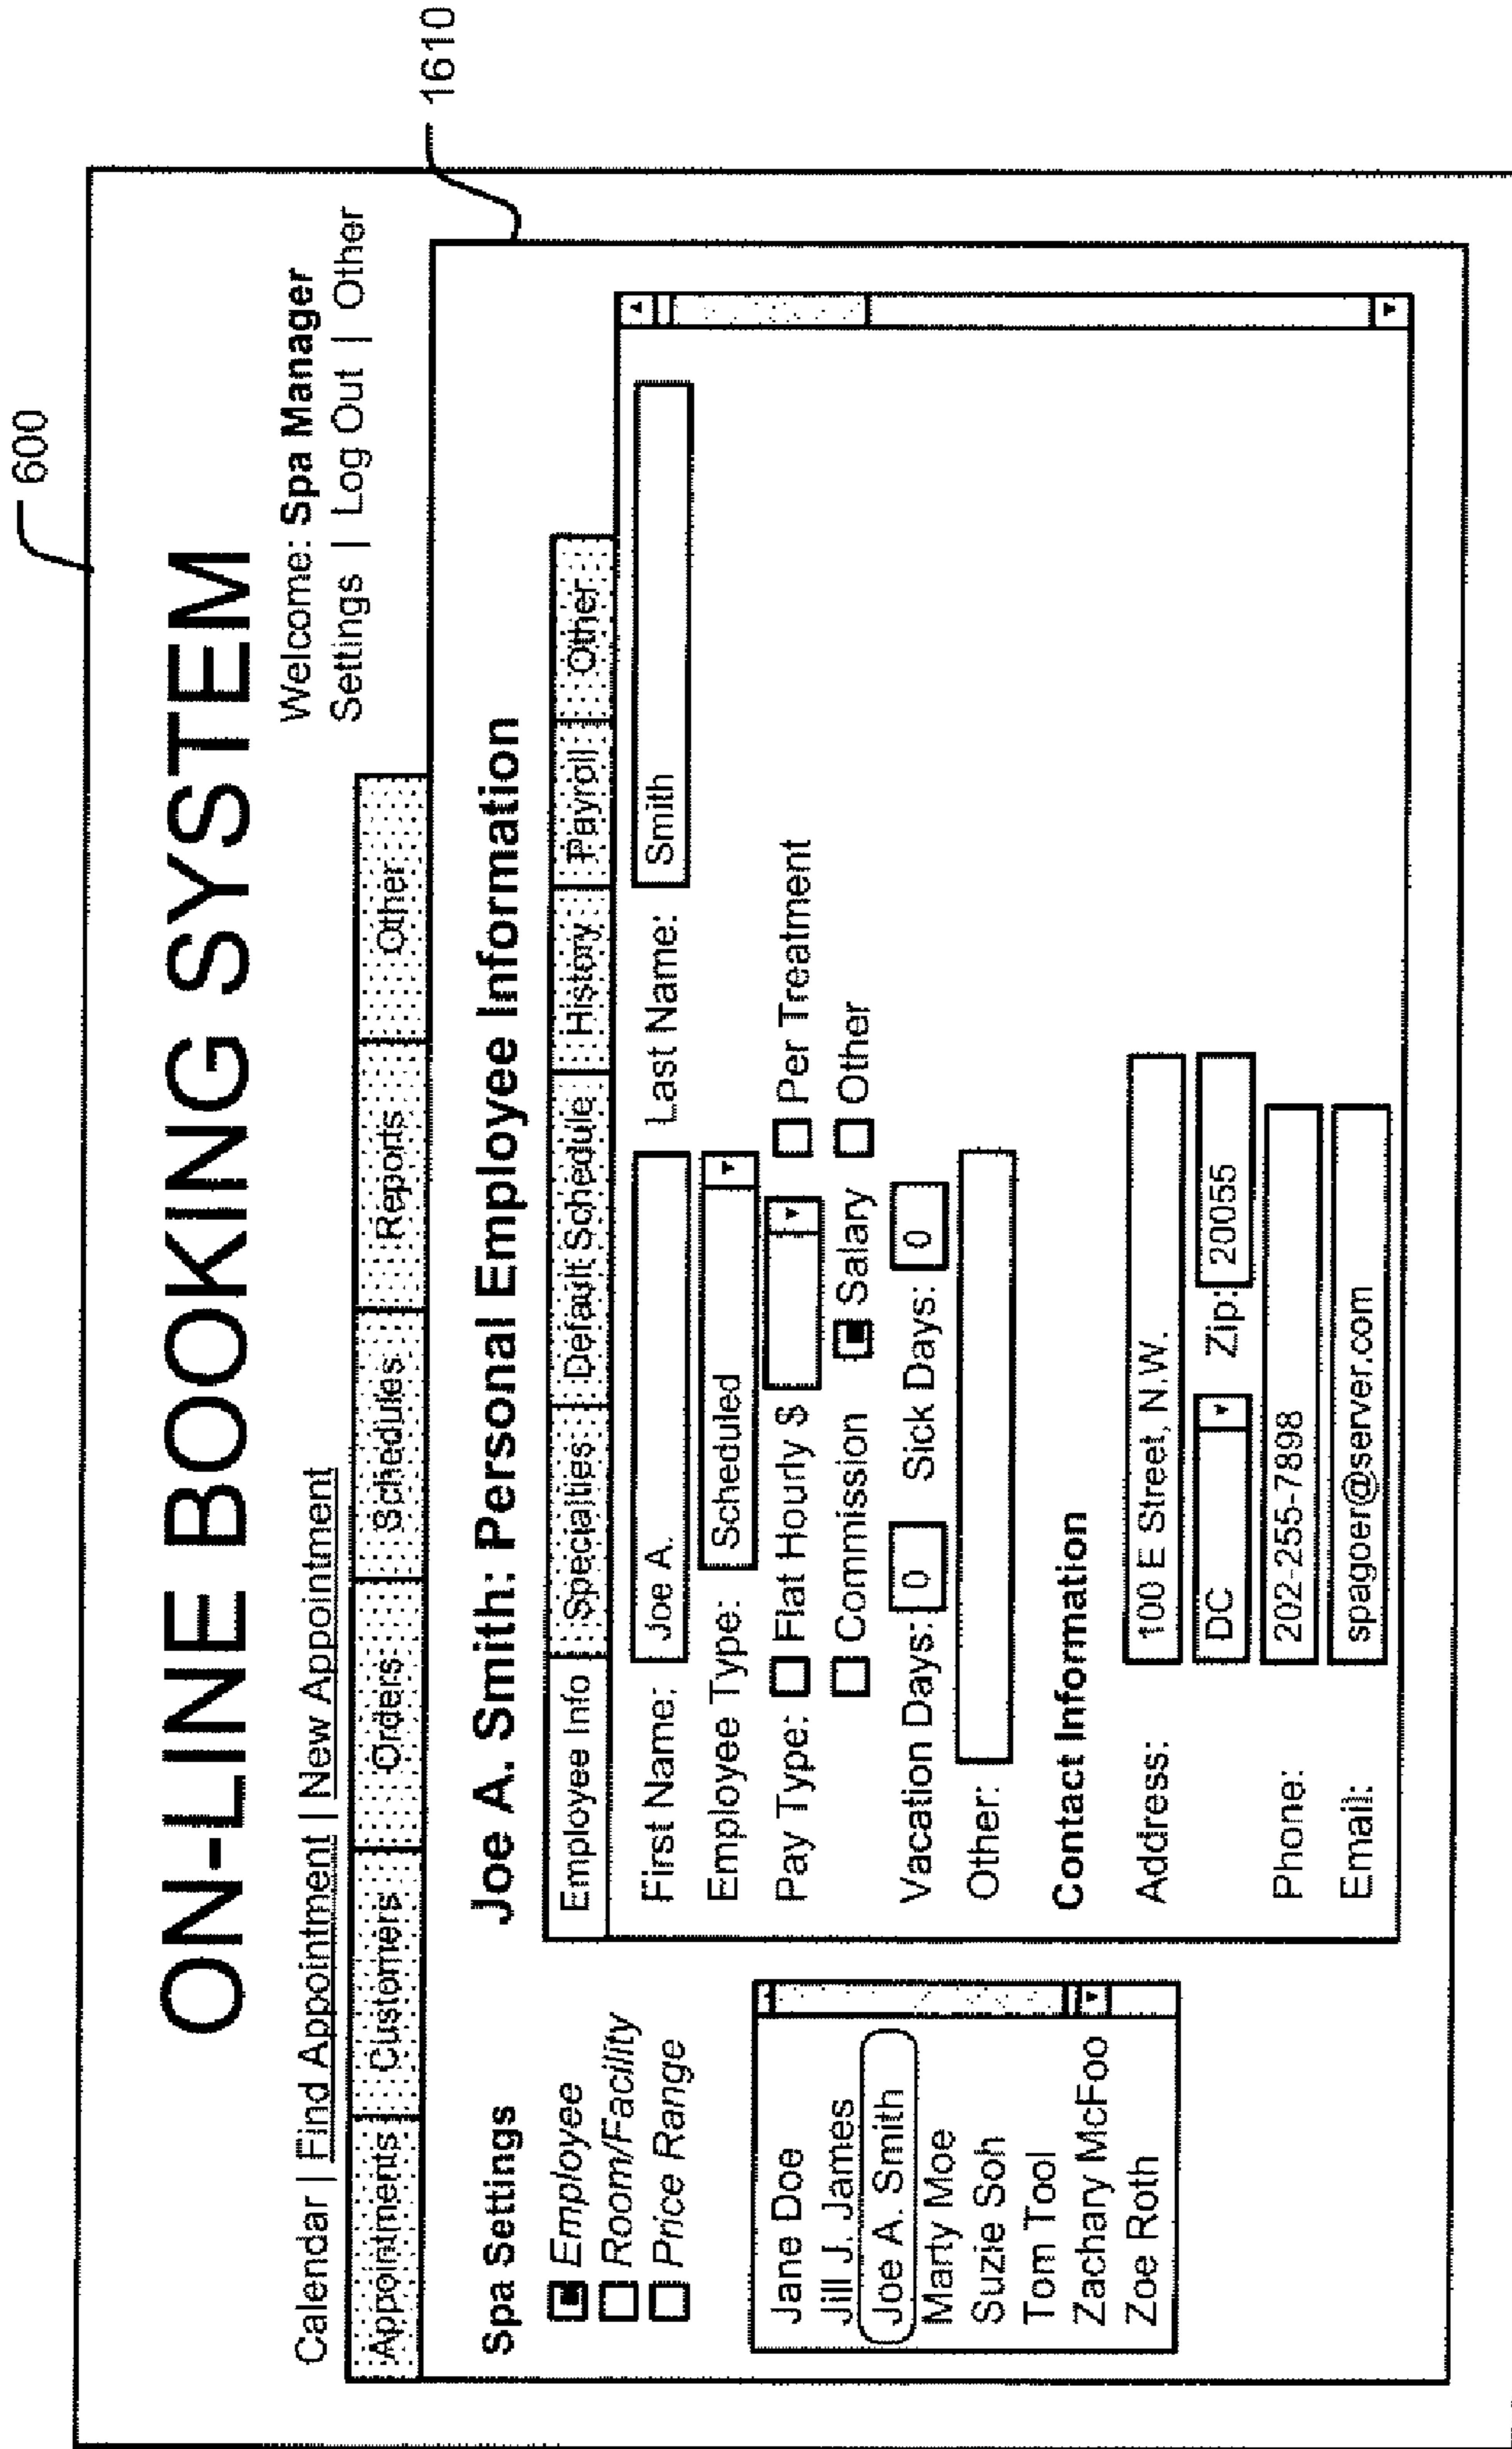 600
ON-LINE BOOKING SYSTEM
Welcome: Spa Manager
Calendar | Find Appointment | New Appointment
Settings | Log Out | Other
Appointments Customers Orders Schedules Reports Other
1610
Spa Settings
Employee
Room/Facility
Price Range
Jane Doe
Jill J. James
Joe A. Smith
Marty Moe
Suzie Soh
Tom Tool
Zachary McFoo
Zoe Roth
Joe A. Smith: Personal Employee Information
Employee Info Specialties Default Schedule History Payroll Other
First Name: Joe A. Last Name: Smith
Employee Type: Scheduled
Pay Type: Flat Hourly $ Per Treatment
Commission Salary Other
Vacation Days: 0 Sick Days: 0
Other:
Contact Information
Address: 100 E Street, N.W.
DC Zip: 20055
Phone: 202-255-7898
Email: spagoer@server.com